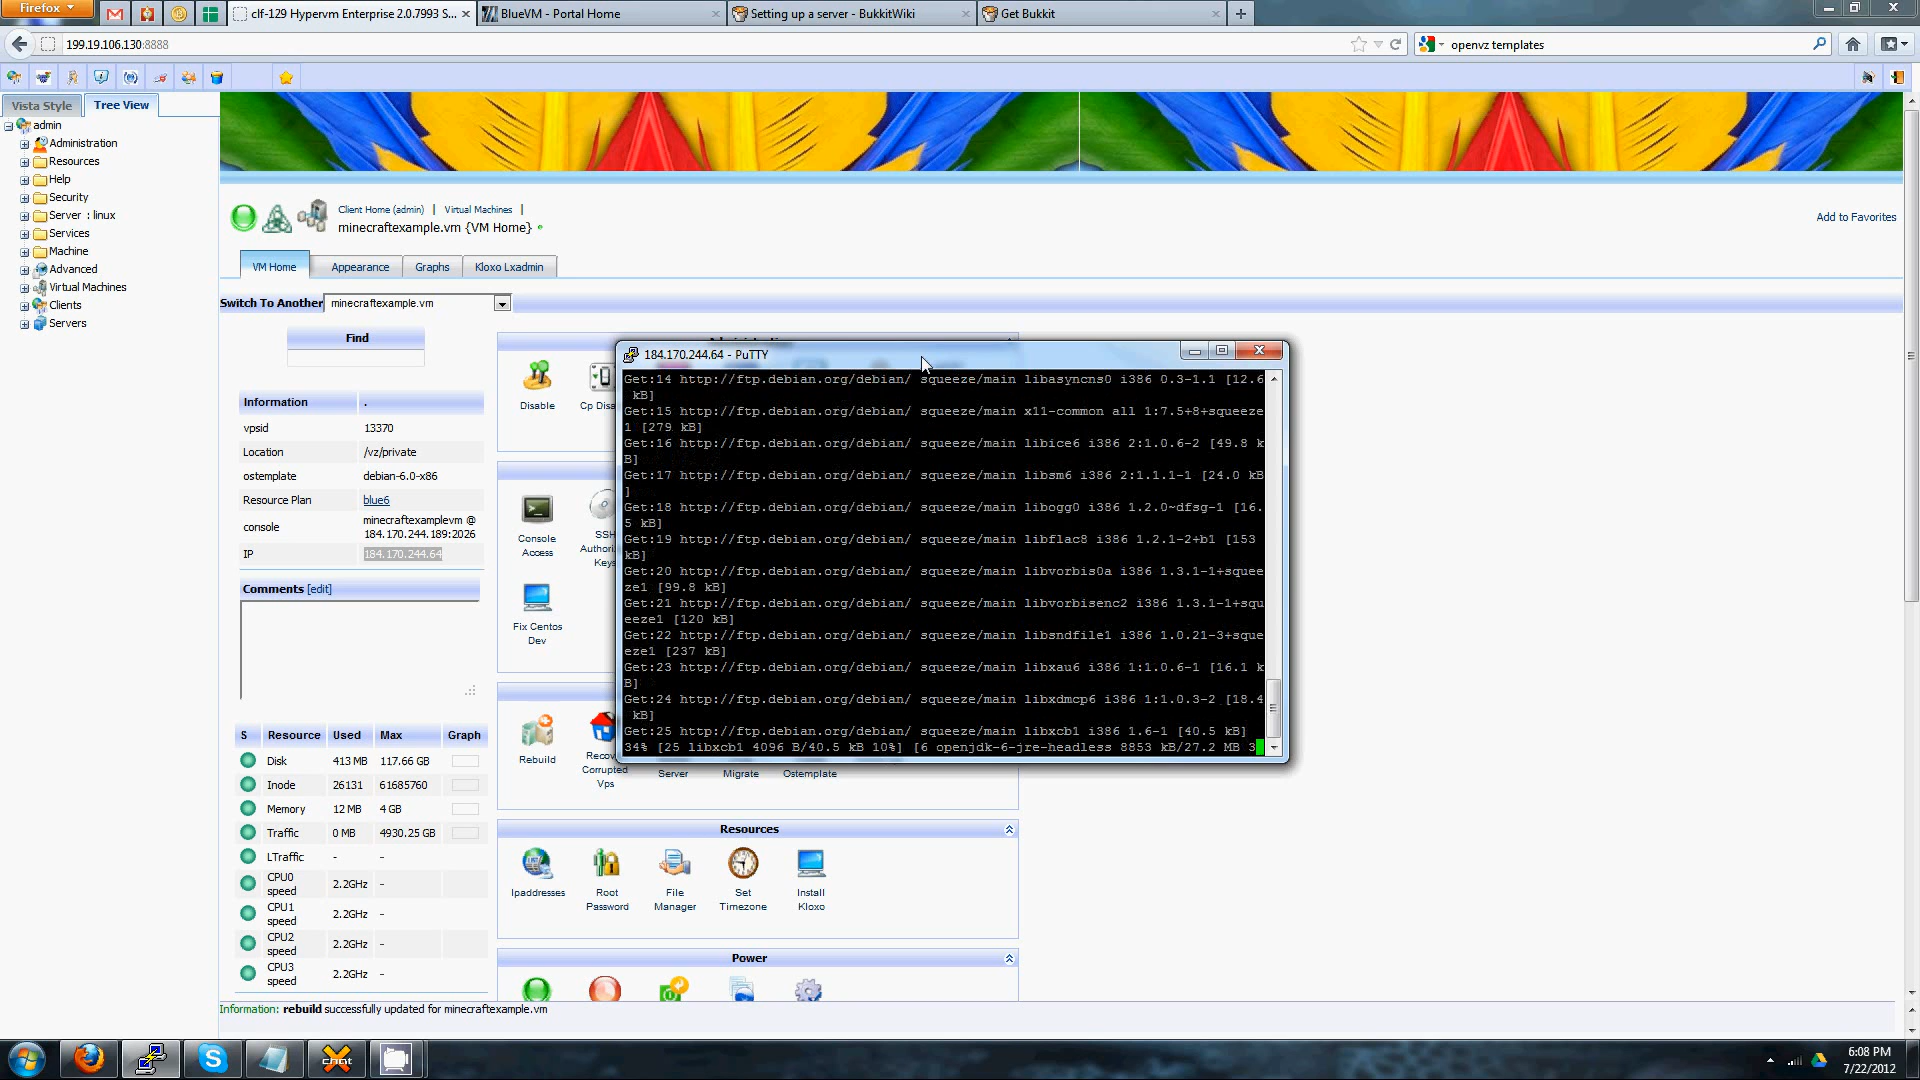 Firefox
clf-129 Hypervm Enterprise 2.0.7993 S...
BlueVM - Portal Home
Setting up a server - BukkitWiki
Get Bukkit
199.19.106.130:8888
openvz templates
Vista Style
Tree View
admin
Administration
Resources
Help
Security
Server : linux
Services
Machine
Advanced
Virtual Machines
Clients
Servers
Client Home (admin) | Virtual Machines |
minecraftexample.vm {VM Home}
Add to Favorites
VM Home
Appearance
Graphs
Kloxo Lxadmin
Switch To Another
minecraftexample.vm
Find
Information .
vpsid 13370
Location /vz/private
ostemplate debian-6.0-x86
Resource Plan blue6
console minecraftexamplevm @
184.170.244.189:2026
IP 184.170.244.64
Comments [edit]
S Resource Used Max Graph
Disk 413 MB 117.66 GB
Inode 26131 61685760
Memory 12 MB 4 GB
Traffic 0 MB 4930.25 GB
LTraffic - -
CPU0
speed 2.2GHz -
CPU1
speed 2.2GHz -
CPU2
speed 2.2GHz -
CPU3
speed 2.2GHz -
Disable
Console
Access
SSH
Keys
Fix Centos
Dev
184.170.244.64 - PuTTY
Get:14 http://ftp.debian.org/debian/ squeeze/main libasyncns0 i386 0.3-1.1 [12.6
kB]
Get:15 http://ftp.debian.org/debian/ squeeze/main x11-common all 1:7.5+8+squeeze
1 [279 kB]
Get:16 http://ftp.debian.org/debian/ squeeze/main libice6 i386 2:1.0.6-2 [49.8 k
B]
Get:17 http://ftp.debian.org/debian/ squeeze/main libsm6 i386 2:1.1.1-1 [24.0 kB
]
Get:18 http://ftp.debian.org/debian/ squeeze/main libogg0 i386 1.2.0~dfsg-1 [16.
5 kB]
Get:19 http://ftp.debian.org/debian/ squeeze/main libflac8 i386 1.2.1-2+b1 [153
kB]
Get:20 http://ftp.debian.org/debian/ squeeze/main libvorbis0a i386 1.3.1-1+squee
ze1 [99.8 kB]
Get:21 http://ftp.debian.org/debian/ squeeze/main libvorbisenc2 i386 1.3.1-1+squ
eeze1 [120 kB]
Get:22 http://ftp.debian.org/debian/ squeeze/main libsndfile1 i386 1.0.21-3+sque
eze1 [237 kB]
Get:23 http://ftp.debian.org/debian/ squeeze/main libxau6 i386 1:1.0.6-1 [16.1 k
B]
Get:24 http://ftp.debian.org/debian/ squeeze/main libxdmcp6 i386 1:1.0.3-2 [18.4
kB]
Get:25 http://ftp.debian.org/debian/ squeeze/main libxcb1 i386 1.6-1 [40.5 kB]
34% [25 libxcb1 4096 B/40.5 kB 10%] [6 openjdk-6-jre-headless 8853 kB/27.2 MB 3
Rebuild
Corrupted
Vps
Server
Migrate
Ostemplate
Resources
Ipaddresses
Root
Password
File
Manager
Set
Timezone
Install
Kloxo
Power
Information: rebuild successfully updated for minecraftexample.vm
chat
6:08 PM
7/22/2012